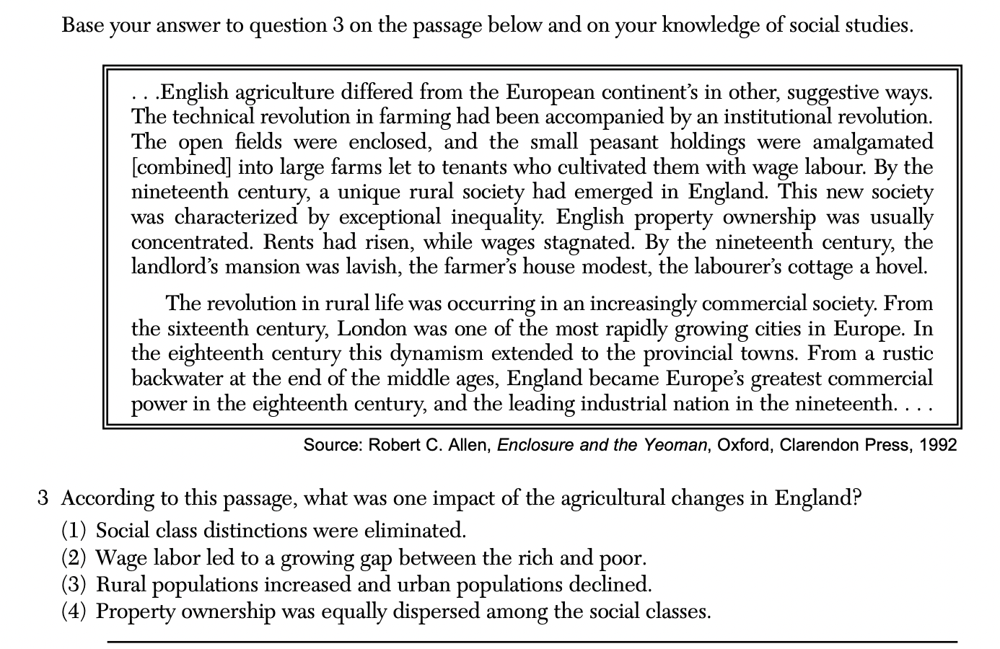 Base your answer to question 3 on the passage below and on your knowledge of social studies.
. . .English agriculture differed from the European continent’s in other, suggestive ways.
The technical revolution in farming had been accompanied by an institutional revolution.
The open fields were enclosed, and the small peasant holdings were amalgamated
[combined] into large farms let to tenants who cultivated them with wage labour. By the
nineteenth century, a unique rural society had emerged in England. This new society
was characterized by exceptional inequality. English property ownership was usually
concentrated. Rents had risen, while wages stagnated. By the nineteenth century, the
landlord’s mansion was lavish, the farmer’s house modest, the labourer’s cottage a hovel.
The revolution in rural life was occurring in an increasingly commercial society. From
the sixteenth century, London was one of the most rapidly growing cities in Europe. In
the eighteenth century this dynamism extended to the provincial towns. From a rustic
backwater at the end of the middle ages, England became Europe’s greatest commercial
power in the eighteenth century, and the leading industrial nation in the nineteenth. . . .
Source: Robert C. Allen, Enclosure and the Yeoman, Oxford, Clarendon Press, 1992
3 According to this passage, what was one impact of the agricultural changes in England?
(1) Social class distinctions were eliminated.
(2) Wage labor led to a growing gap between the rich and poor.
(3) Rural populations increased and urban populations declined.
(4) Property ownership was equally dispersed among the social classes.